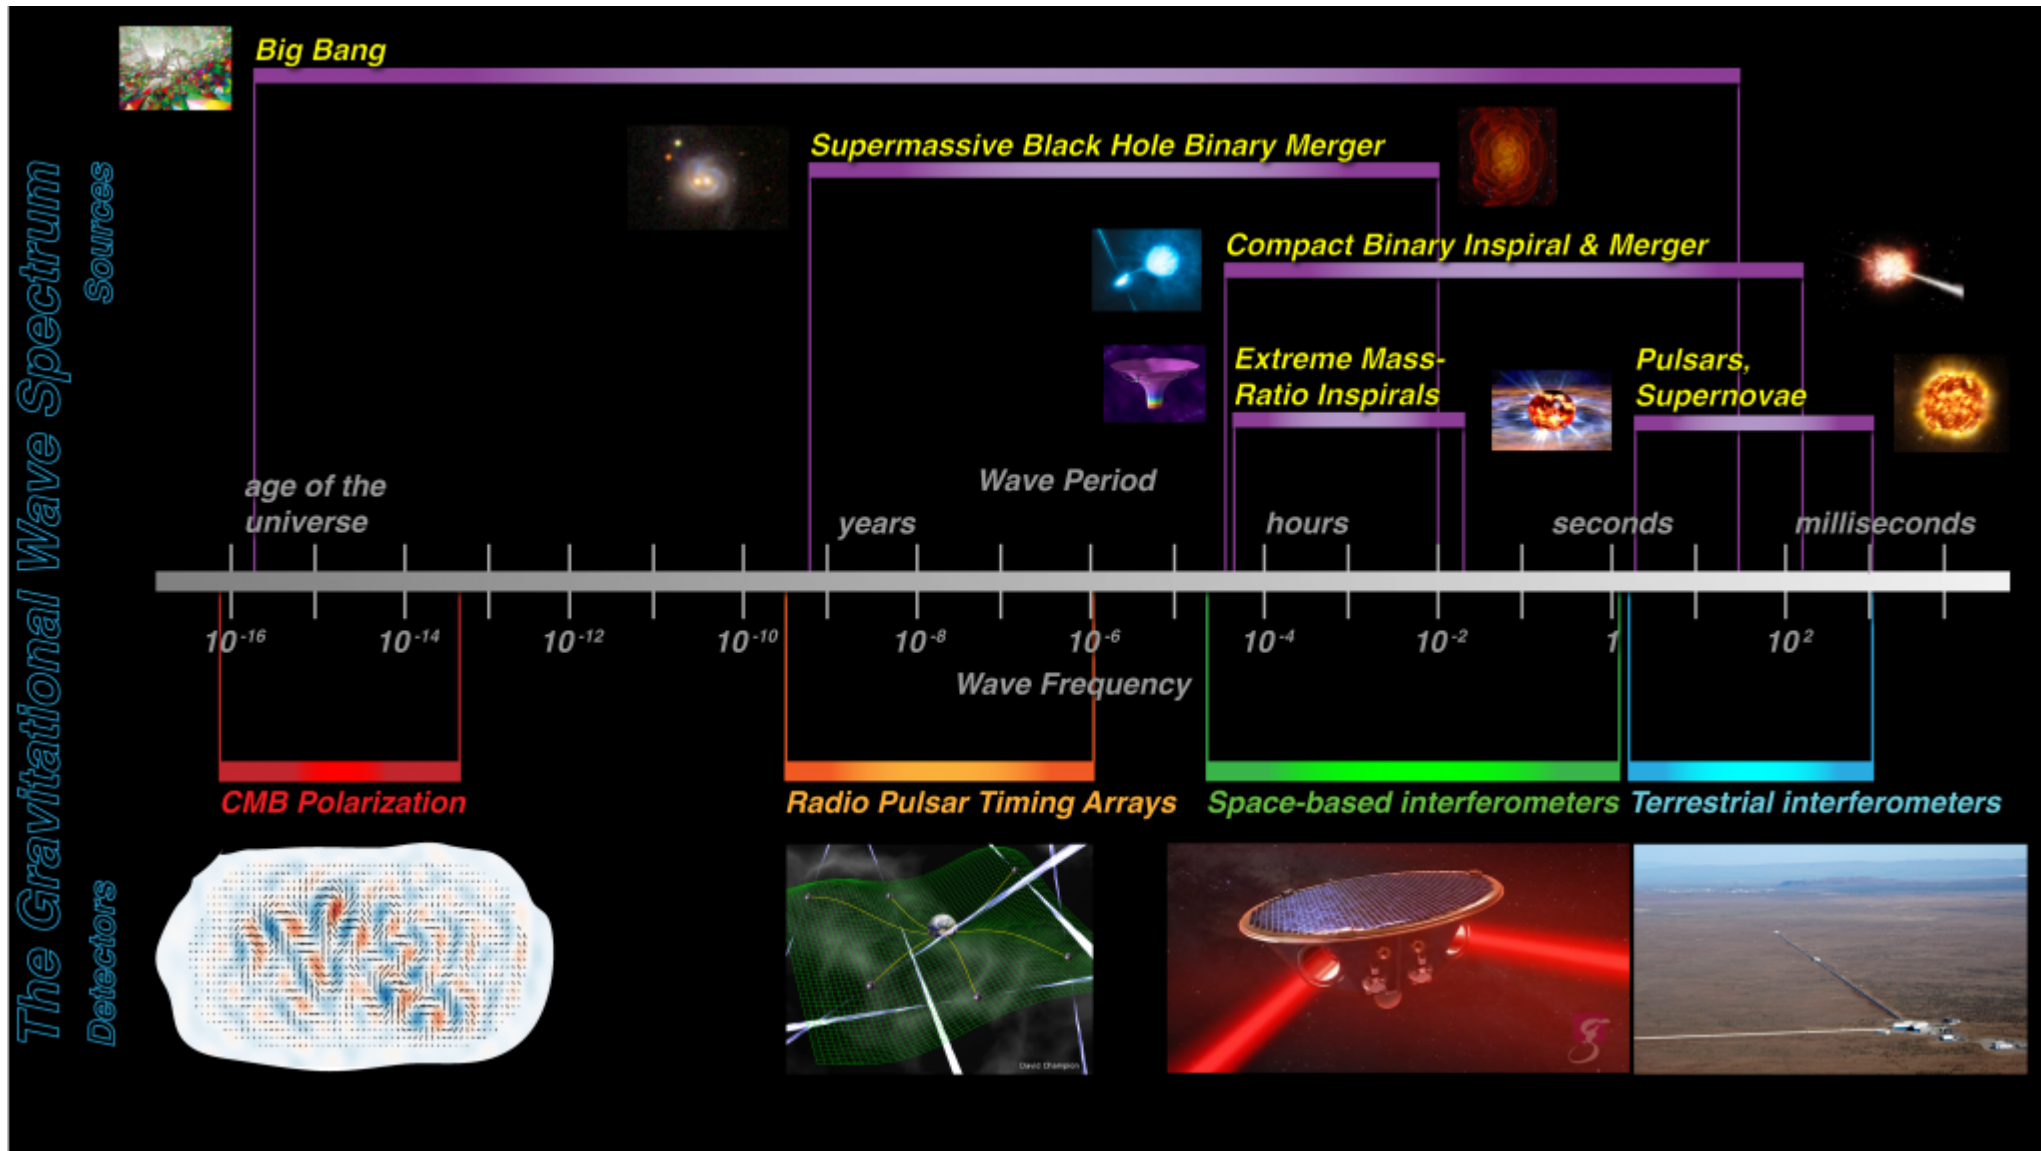 The Gravitational Wave Spectrum
Sources
Detectors
Big Bang
Supermassive Black Hole Binary Merger
Compact Binary Inspiral & Merger
Extreme Mass-
Ratio Inspirals
Pulsars,
Supernovae
Wave Period
age of the
universe
years
hours
seconds
milliseconds
10⁻¹⁶
10⁻¹⁴
10⁻¹²
10⁻¹⁰
10⁻⁸
10⁻⁶
10⁻⁴
10⁻²
1
10²
Wave Frequency
CMB Polarization
Radio Pulsar Timing Arrays
Space-based interferometers
Terrestrial interferometers
David Champion